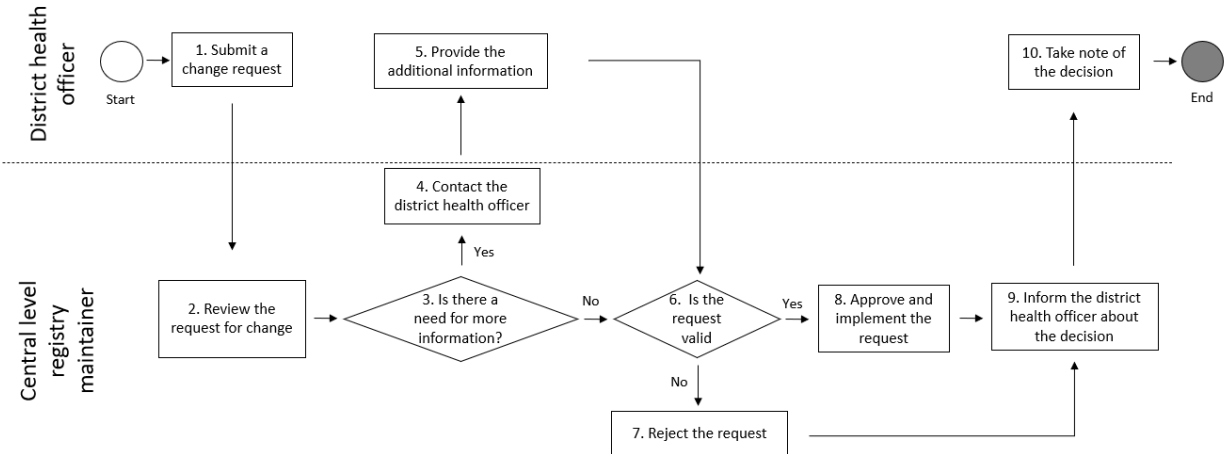 District health
officer
Start
1. Submit a
change request
5. Provide the
additional information
10. Take note of
the decision
End
4. Contact the
district health officer
Yes
Central level
registry
maintainer
2. Review the
request for change
3. Is there a
need for more
information?
No
6. Is the
request
valid
Yes
8. Approve and
implement the
request
9. Inform the district
health officer about
the decision
No
7. Reject the request